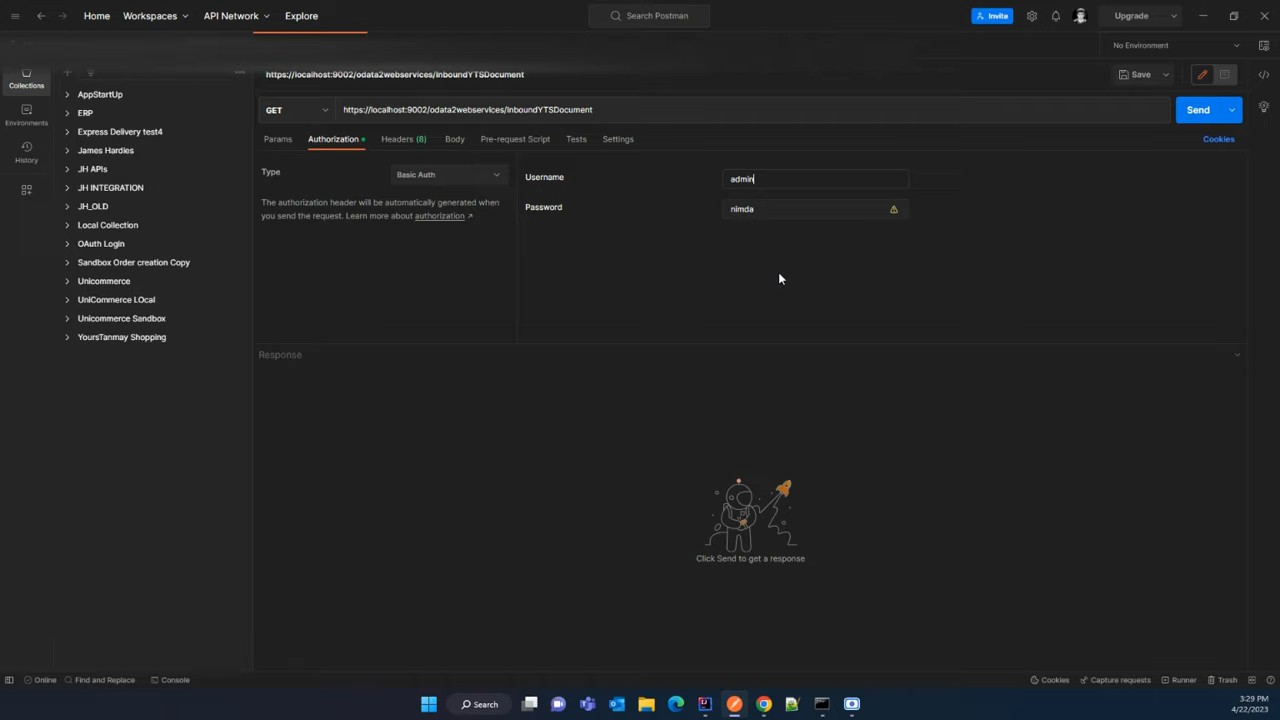 Home Workspaces API Network Explore Search Postman Invite Upgrade
No Environment
Collections
https://localhost:9002/odata2webservices/InboundYTSDocument Save
GET https://localhost:9002/odata2webservices/InboundYTSDocument Send
Params Authorization Headers (8) Body Pre-request Script Tests Settings Cookies
Environments
History
AppStartUp
ERP
Express Delivery test4
James Hardies
JH APIs
JH INTEGRATION
JH_OLD
Local Collection
OAuth Login
Sandbox Order creation Copy
Unicommerce
UniCommerce LOcal
Unicommerce Sandbox
YoursTanmay Shopping
Type Basic Auth
The authorization header will be automatically generated when
you send the request. Learn more about authorization ↗
Username admin
Password nimda
Response
Click Send to get a response
Online Find and Replace Console Cookies Capture requests Runner Trash
Search
3:29 PM
4/22/2023